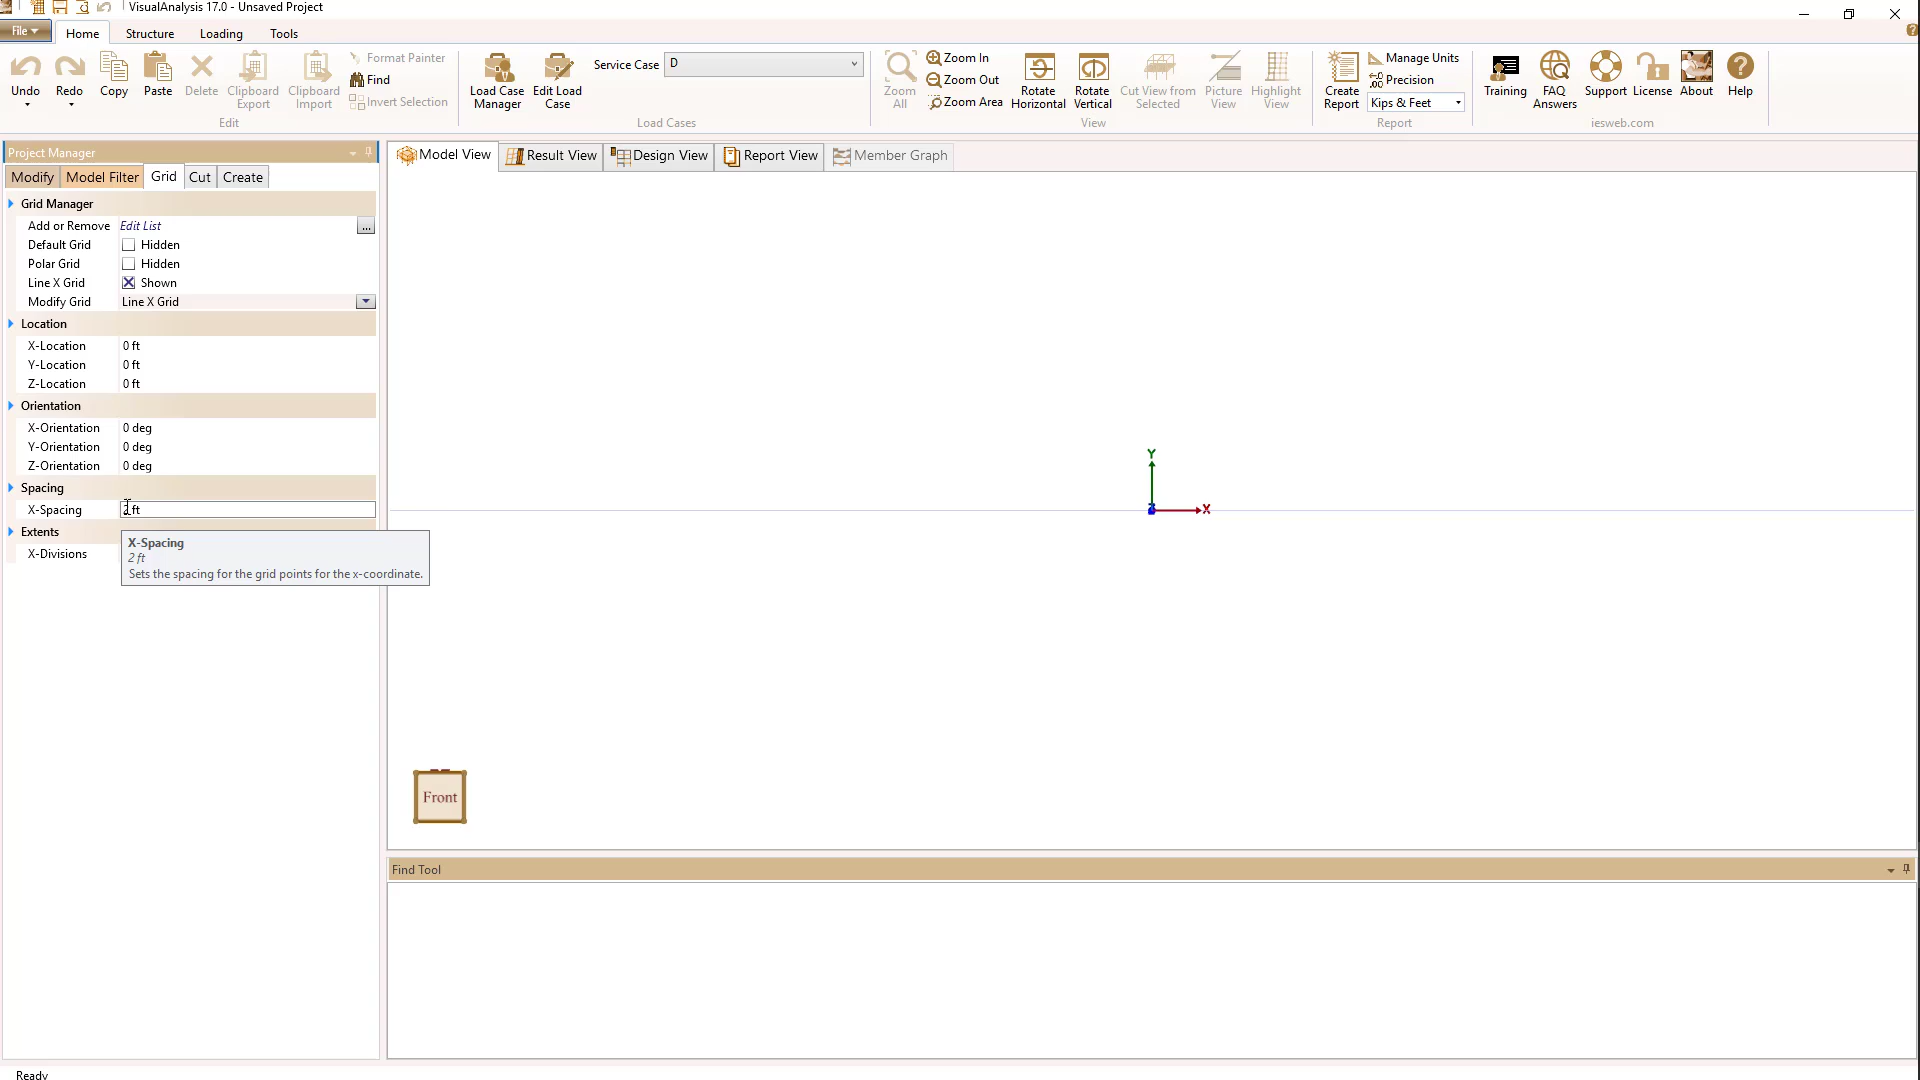 VisualAnalysis 17.0 - Unsaved Project
File Home Structure Loading Tools
Undo
Redo
Copy
Paste
Delete
Clipboard Export
Clipboard Import
Format Painter
Find
Invert Selection
Edit
Load Case Manager
Edit Load Case
Service Case D
Load Cases
Zoom All
Zoom In
Zoom Out
Zoom Area
Rotate Horizontal
Rotate Vertical
Cut View from Selected
Picture View
Highlight View
View
Create Report
Manage Units
Precision
Kips & Feet
Report
Training
FAQ Answers
Support
License
About
Help
iesweb.com
Project Manager
Modify Model Filter Grid Cut Create
Grid Manager
Add or Remove Edit List ...
Default Grid Hidden
Polar Grid Hidden
Line X Grid Shown
Modify Grid Line X Grid
Location
X-Location 0 ft
Y-Location 0 ft
Z-Location 0 ft
Orientation
X-Orientation 0 deg
Y-Orientation 0 deg
Z-Orientation 0 deg
Spacing
X-Spacing 2 ft
Extents
X-Divisions
X-Spacing
2 ft
Sets the spacing for the grid points for the x-coordinate.
Model View Result View Design View Report View Member Graph
Y
X
Front
Find Tool
Ready